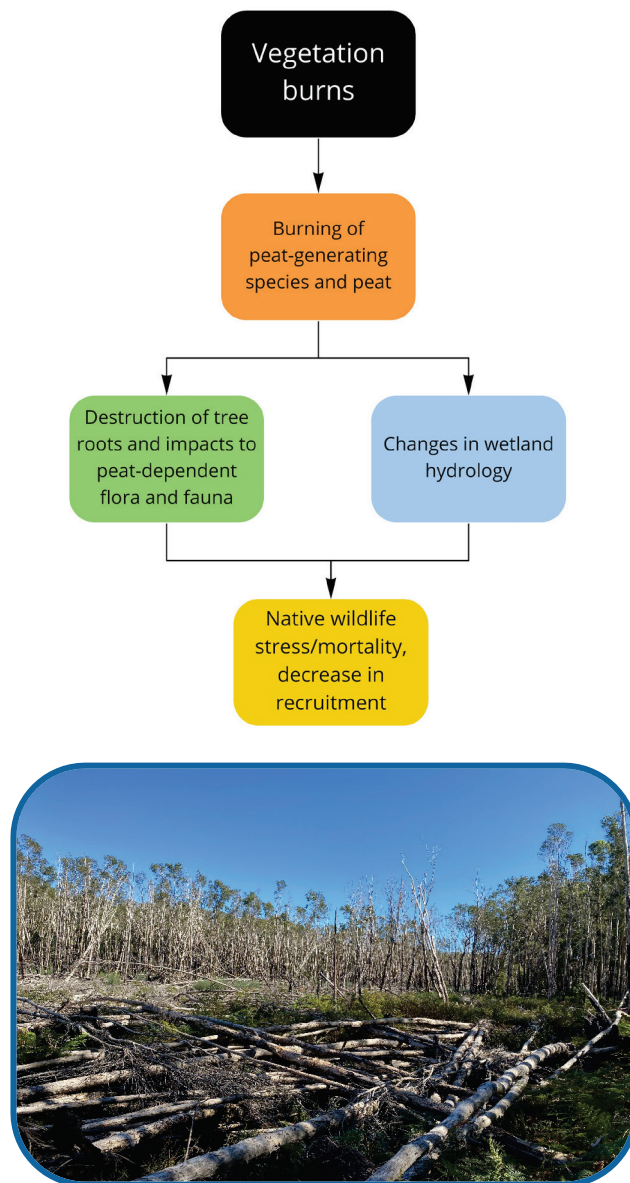 Vegetation
burns
Burning of
peat-generating
species and peat
Destruction of tree
roots and impacts to
peat-dependent
flora and fauna
Changes in wetland
hydrology
Native wildlife
stress/mortality,
decrease in
recruitment